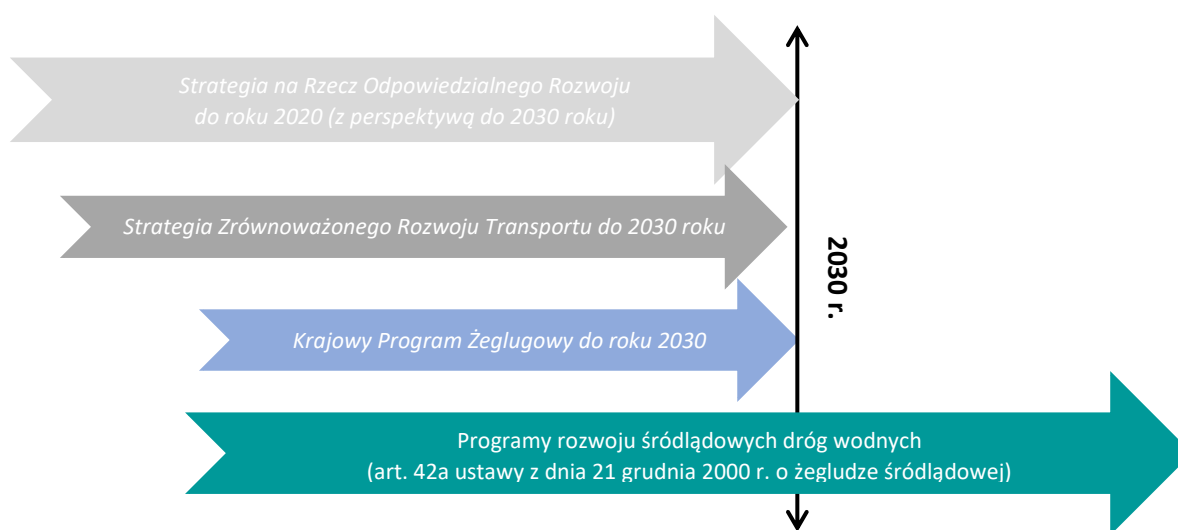 Strategia na Rzecz Odpowiedzialnego Rozwoju
do roku 2020 (z perspektywą do 2030 roku)
Strategia Zrównoważonego Rozwoju Transportu do 2030 roku
2030 r.
Krajowy Program Żeglugowy do roku 2030
Programy rozwoju śródlądowych dróg wodnych
(art. 42a ustawy z dnia 21 grudnia 2000 r. o żegludze śródlądowej)